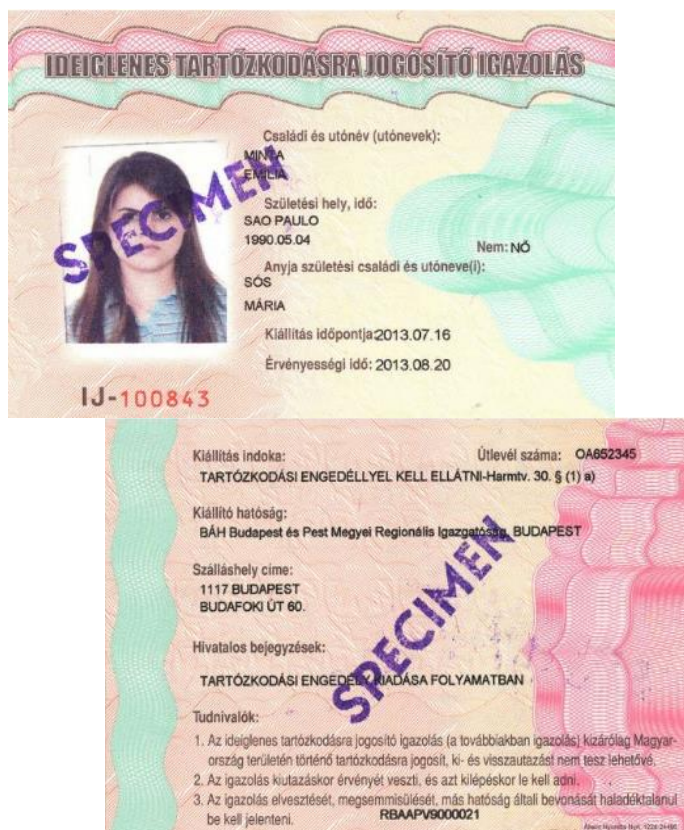 IDEIGLENES TARTÓZKODÁSRA JOGOSÍTÓ IGAZOLÁS
Családi és utónév (utónevek):
MINTA
EMILIA
SPECIMEN
Születési hely, idő:
SAO PAULO
1990.05.04
Nem: NŐ
Anyja születési családi és utóneve(i):
SÓS
MÁRIA
Kiállítás időpontja:2013.07.16
Érvényességi idő: 2013.08.20
IJ-100843
Kiállítás indoka: Útlevél száma: OA652345
TARTÓZKODÁSI ENGEDÉLLYEL KELL ELLÁTNI-Harmtv. 30. § (1) a)
Kiállító hatóság:
BÁH Budapest és Pest Megyei Regionális Igazgatóság, BUDAPEST
Szálláshely címe:
1117 BUDAPEST
BUDAFOKI ÚT 60.
SPECIMEN
Hivatalos bejegyzések:
TARTÓZKODÁSI ENGEDÉLY KIADÁSA FOLYAMATBAN
Tudnivalók:
1. Az ideiglenes tartózkodásra jogosító igazolás (a továbbiakban igazolás) kizárólag Magyar-
ország területén történő tartózkodásra jogosít, ki- és visszautazást nem tesz lehetővé.
2. Az igazolás kiutazáskor érvényét veszti, és azt kilépéskor le kell adni.
3. Az igazolás elvesztését, megsemmisülését, más hatóság általi bevonását haladéktalanul
be kell jelenteni.
RBAAPV9000021